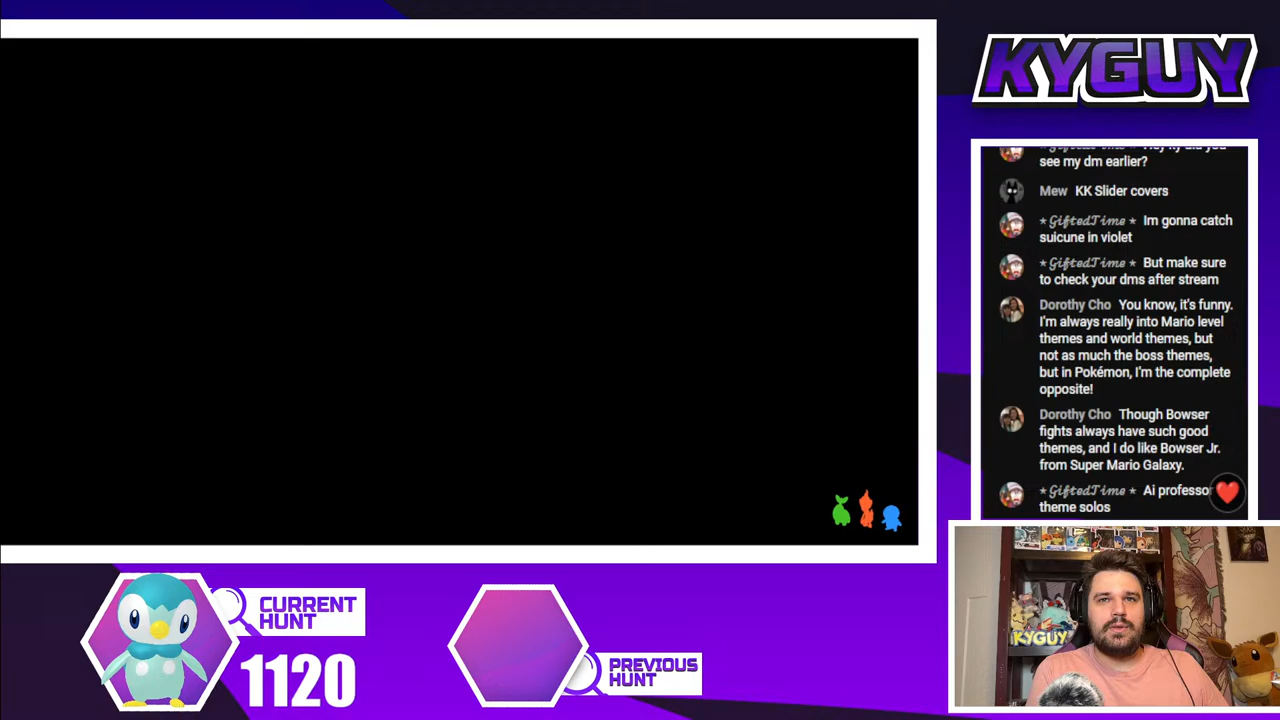 KYGUY
see my dm earlier?
Mew KK Slider covers
⋆ 𝓖𝓲𝓯𝓽𝓮𝓭𝓣𝓲𝓶𝓮 ⋆ Im gonna catch
suicune in violet
⋆ 𝓖𝓲𝓯𝓽𝓮𝓭𝓣𝓲𝓶𝓮 ⋆ But make sure
to check your dms after stream
Dorothy Cho You know, it's funny.
I'm always really into Mario level
themes and world themes, but
not as much the boss themes,
but in Pokémon, I'm the complete
opposite!
Dorothy Cho Though Bowser
fights always have such good
themes, and I do like Bowser Jr.
from Super Mario Galaxy.
⋆ 𝓖𝓲𝓯𝓽𝓮𝓭𝓣𝓲𝓶𝓮 ⋆ Ai professor
theme solos
CURRENT
HUNT
1120
PREVIOUS
HUNT
KYGUY